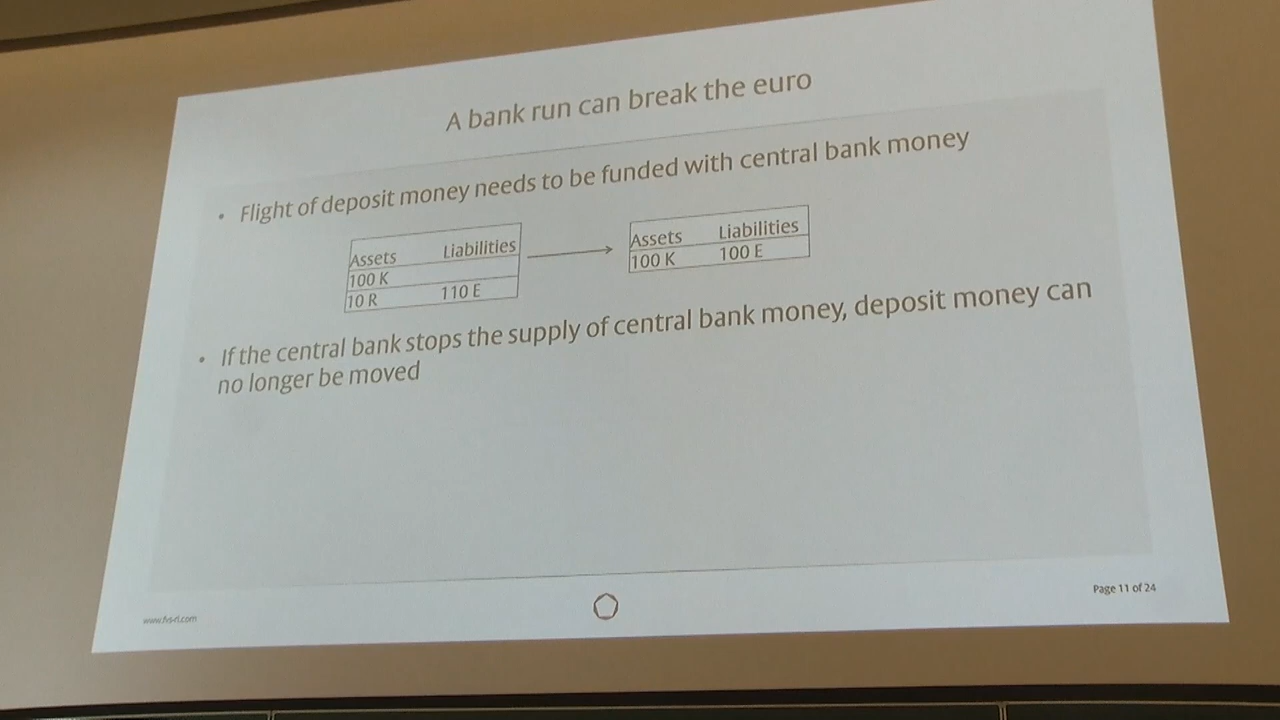 A bank run can break the euro
• Flight of deposit money needs to be funded with central bank money
Assets Liabilities
100 K
10 R 110 E
Assets Liabilities
100 K 100 E
• If the central bank stops the supply of central bank money, deposit money can
no longer be moved
Page 11 of 24